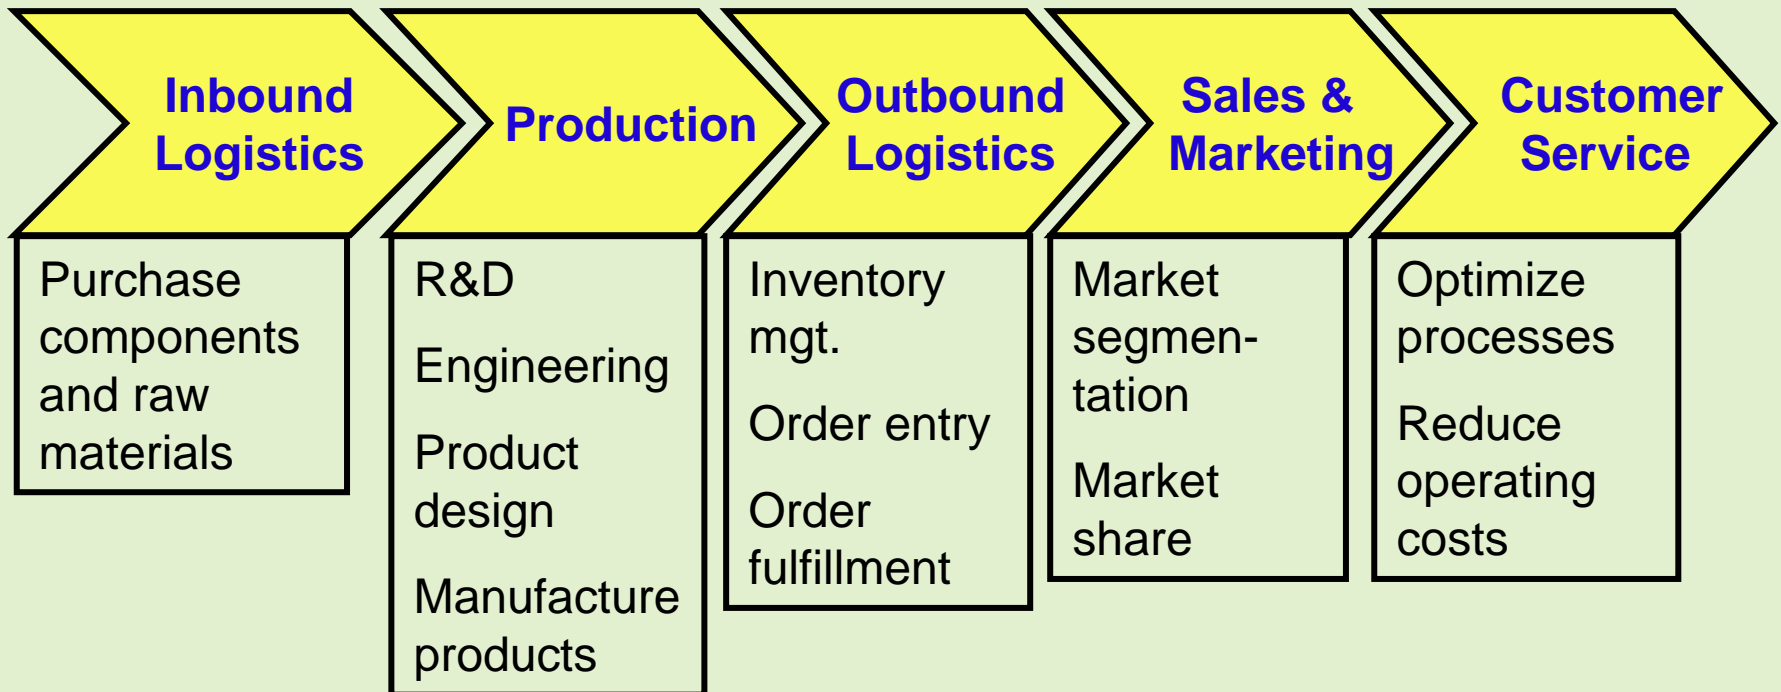 Inbound
Logistics
Production
Outbound
Logistics
Sales &
Marketing
Customer
Service
Purchase
components
and raw
materials
R&D
Engineering
Product
design
Manufacture
products
Inventory
mgt.
Order entry
Order
fulfillment
Market
segmen-
tation
Market
share
Optimize
processes
Reduce
operating
costs